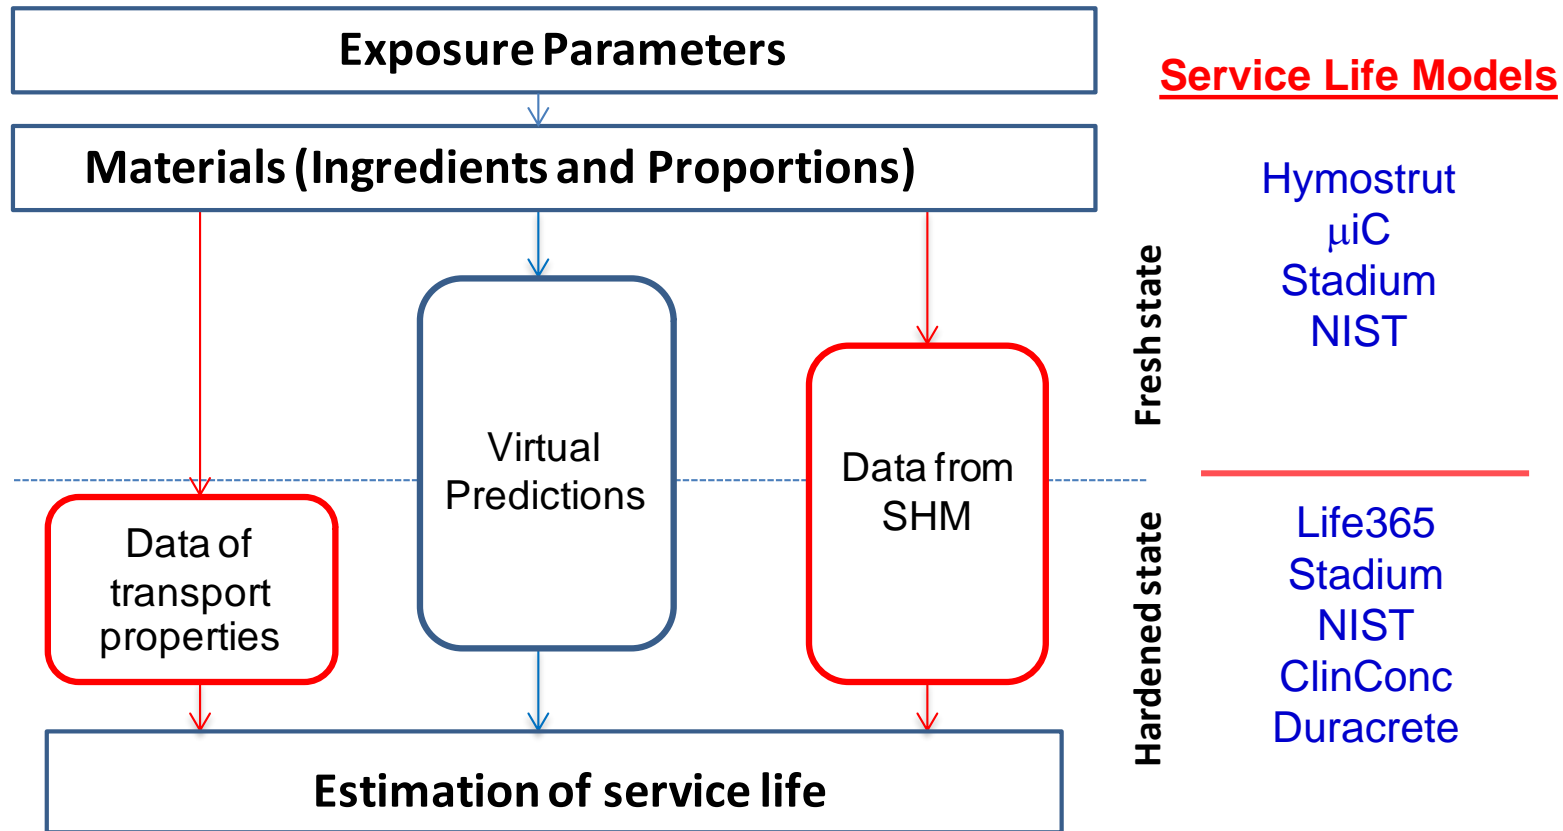 Exposure Parameters
Materials (Ingredients and Proportions)
Virtual
Predictions
Data from
SHM
Data of
transport
properties
Estimation of service life
Fresh state
Hardened state
Service Life Models
Hymostrut
μiC
Stadium
NIST
Life365
Stadium
NIST
ClinConc
Duracrete